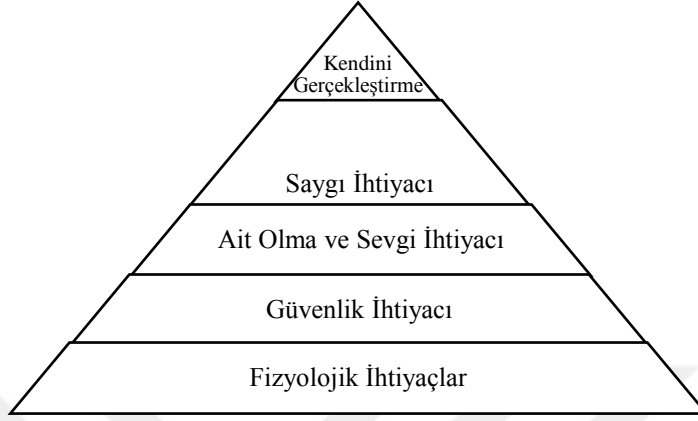 Kendini
Gerçekleştirme
Saygı İhtiyacı
Ait Olma ve Sevgi İhtiyacı
Güvenlik İhtiyacı
Fizyolojik İhtiyaçlar